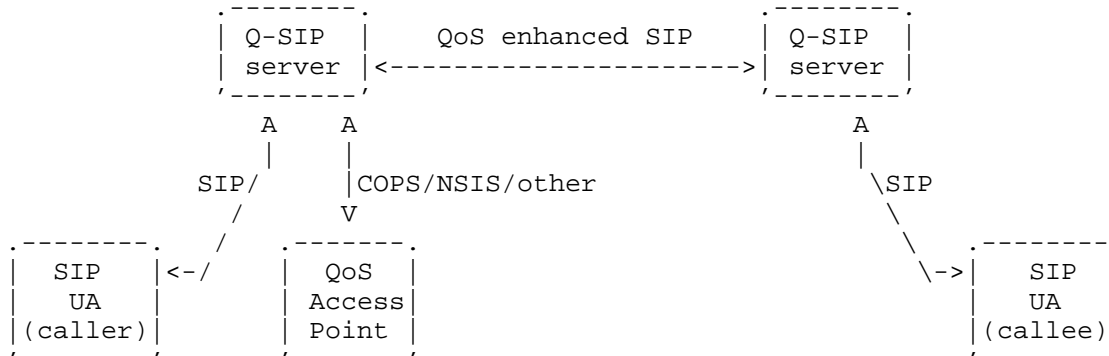 Q-SIP QoS enhanced SIP Q-SIP
server <-----------------------> server
A A A
SIP/ COPS/NSIS/other \SIP
V
SIP <-/ QoS \-> SIP
UA Access UA
(caller) Point (callee)